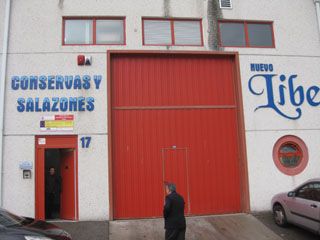 CONSERVAS Y
SALAZONES
17
NUEVO
Libe